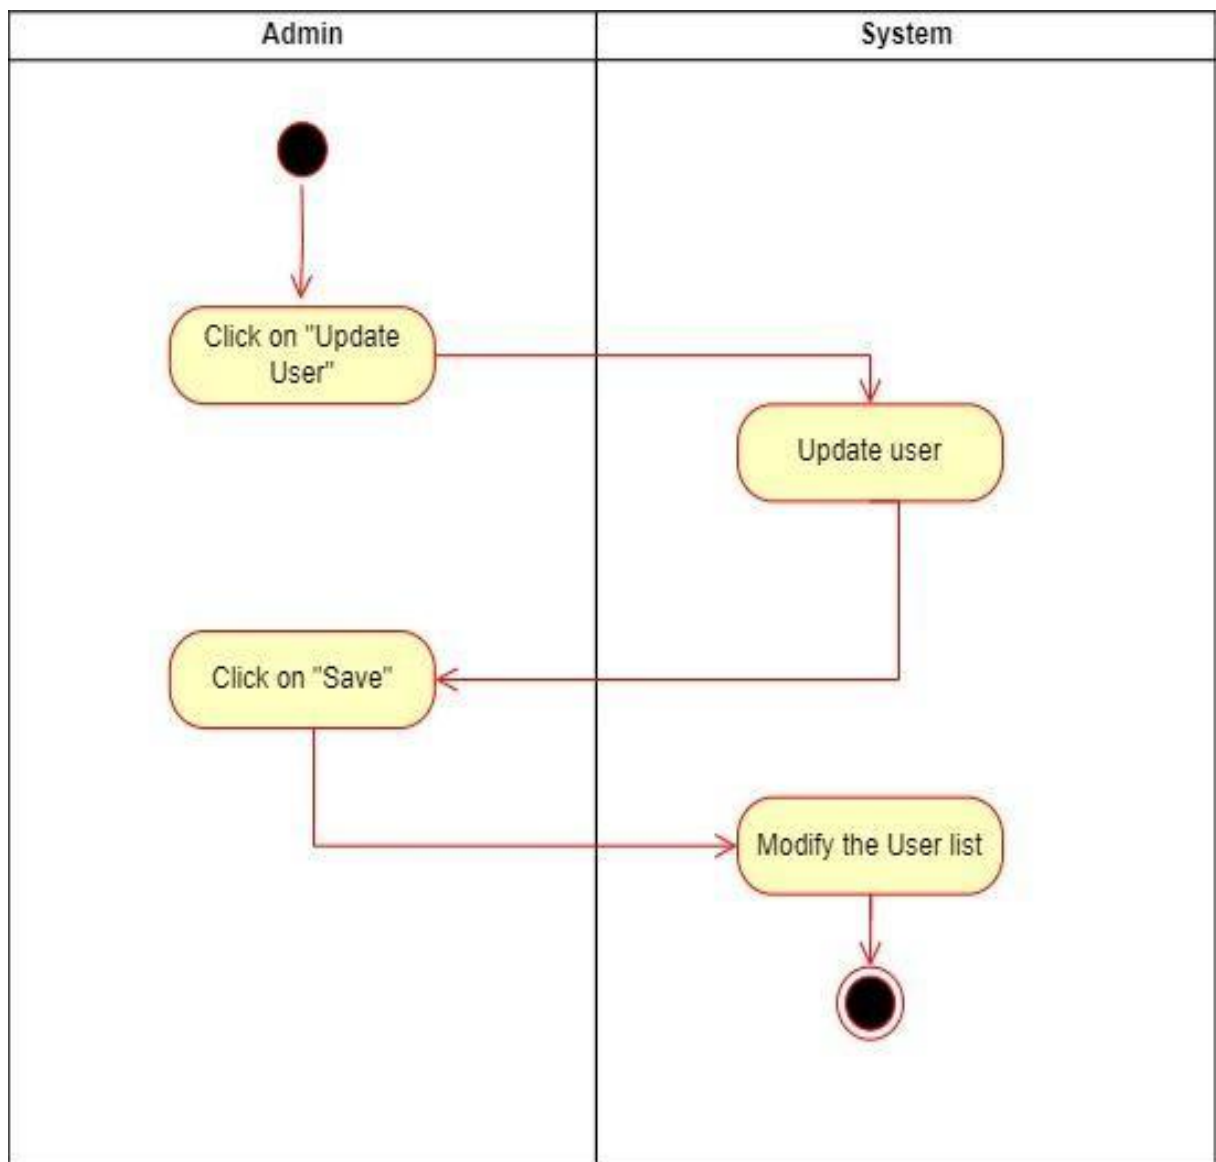 Admin
System
Click on "Update
User"
Update user
Click on "Save"
Modify the User list